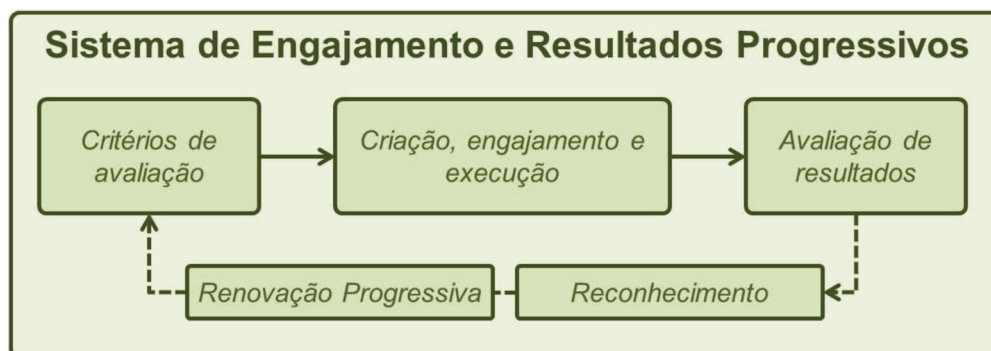 Sistema de Engajamento e Resultados Progressivos
Critérios de
avaliação
Criação, engajamento e
execução
Avaliação de
resultados
Renovação Progressiva
Reconhecimento